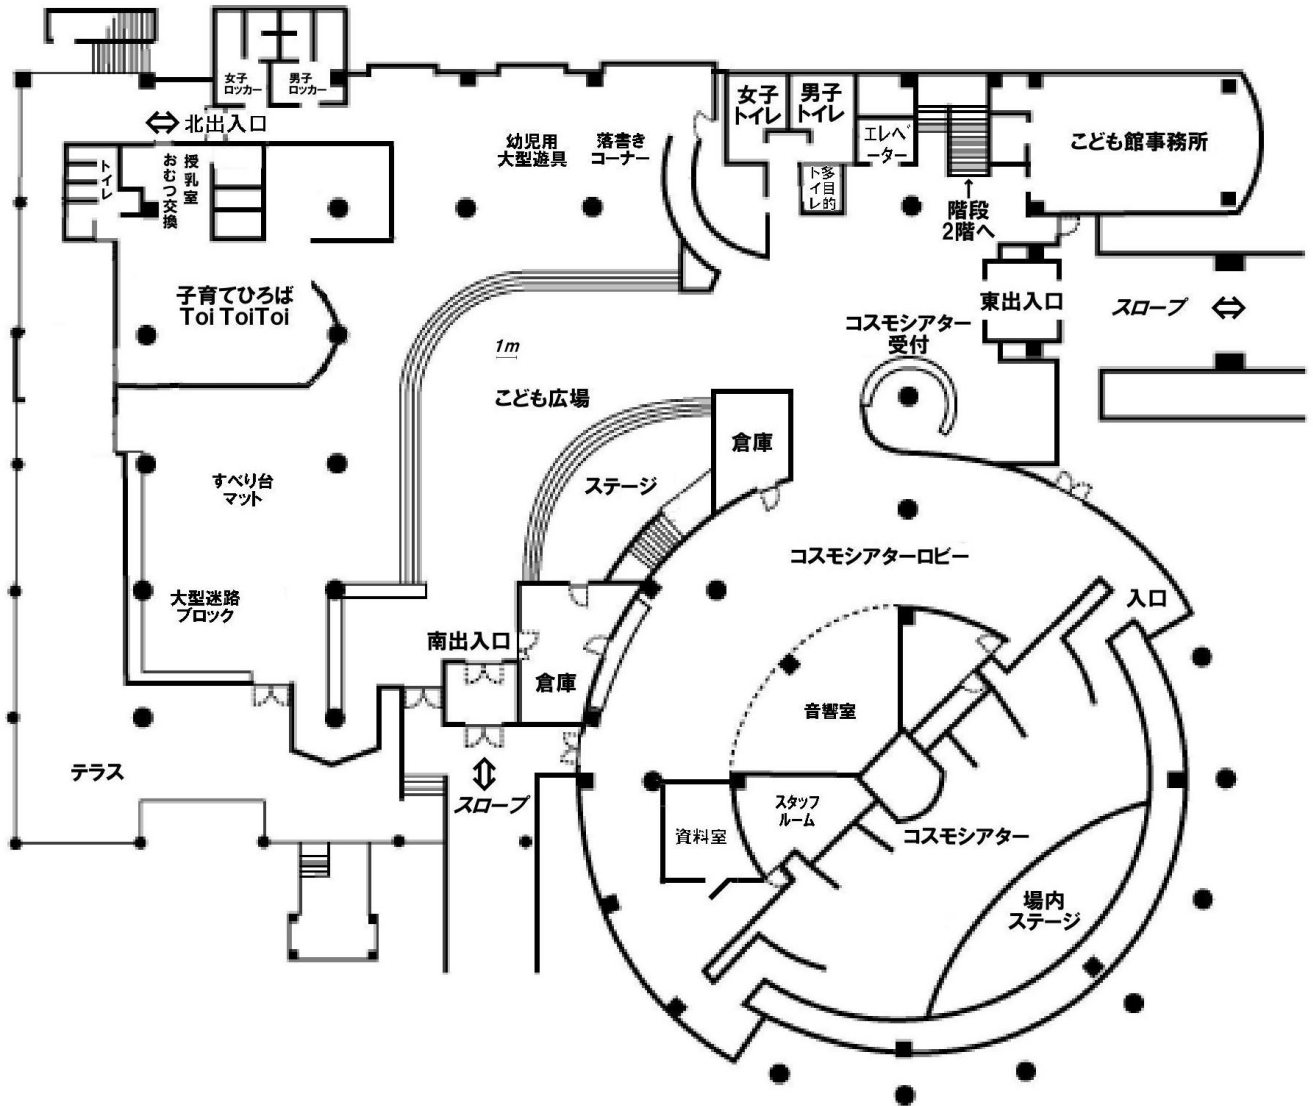 女子
ロッカー
男子
ロッカー
北出入口
女子
トイレ
男子
トイレ
エレベーター
こども館事務所
幼児用
大型遊具
落書き
コーナー
トイレ
授乳室
おむつ交換
多目的
トイレ
↑
階段
2階へ
子育てひろば
Toi ToiToi
東出入口
スロープ
コスモシアター
受付
1m
こども広場
倉庫
すべり台
マット
ステージ
コスモシアターロビー
大型迷路
ブロック
入口
南出入口
倉庫
音響室
テラス
スロープ
スタッフ
ルーム
資料室
コスモシアター
場内
ステージ